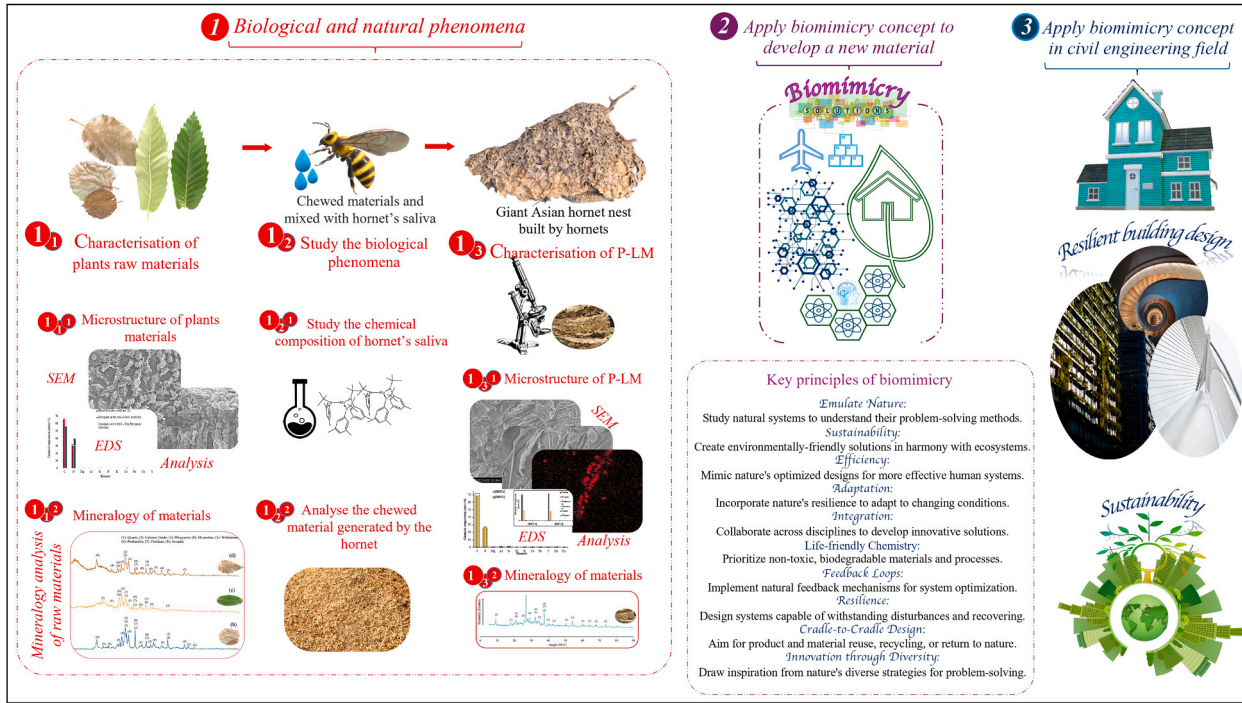 1 Biological and natural phenomena
Chewed materials and
mixed with hornet's saliva
Giant Asian hornet nest
built by hornets
1 1 Characterisation of
plants raw materials
1 2 Study the biological
phenomena
1 3 Characterisation of P-LM
1 1 1 Microstructure of plants
materials
SEM
EDS
Analysis
1 2 1 Study the chemical
composition of hornet's saliva
1 3 1 Microstructure of P-LM
SEM
EDS
Analysis
1 1 2 Mineralogy of materials
Mineralogy analysis
of raw materials
(d)
(c)
(b)
1 2 2 Analyse the chewed
material generated by the
hornet
1 3 2 Mineralogy of materials
2 Apply biomimicry concept to
develop a new material
Biomimicry
SOLUTIONS
Key principles of biomimicry
Emulate Nature:
Study natural systems to understand their problem-solving methods.
Sustainability:
Create environmentally-friendly solutions in harmony with ecosystems.
Efficiency:
Mimic nature's optimized designs for more effective human systems.
Adaptation:
Incorporate nature's resilience to adapt to changing conditions.
Integration:
Collaborate across disciplines to develop innovative solutions.
Life-friendly Chemistry:
Prioritize non-toxic, biodegradable materials and processes.
Feedback Loops:
Implement natural feedback mechanisms for system optimization.
Resilience:
Design systems capable of withstanding disturbances and recovering.
Cradle-to-Cradle Design:
Aim for product and material reuse, recycling, or return to nature.
Innovation through Diversity:
Draw inspiration from nature's diverse strategies for problem-solving.
3 Apply biomimicry concept
in civil engineering field
Resilient building design
Sustainability